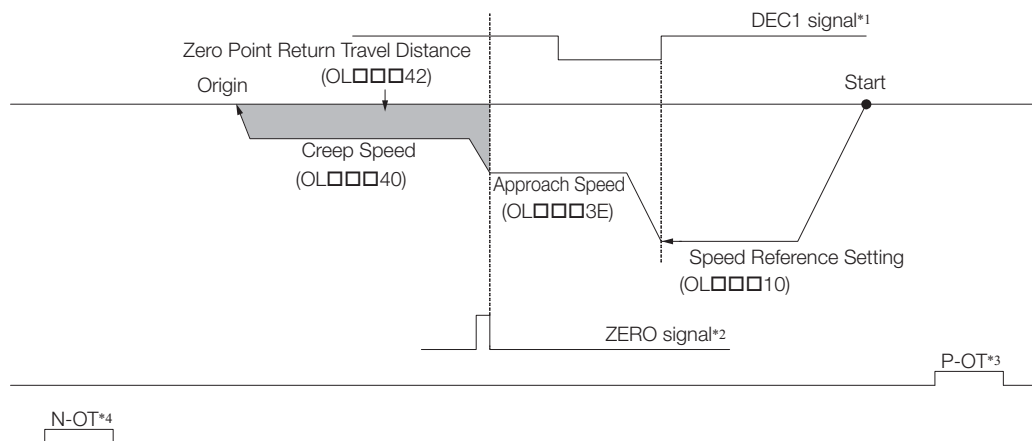 DEC1 signal*1
Zero Point Return Travel Distance
(OL□□□42)
Origin
Start
Creep Speed
(OL□□□40)
Approach Speed
(OL□□□3E)
Speed Reference Setting
(OL□□□10)
ZERO signal*2
P-OT*3
N-OT*4